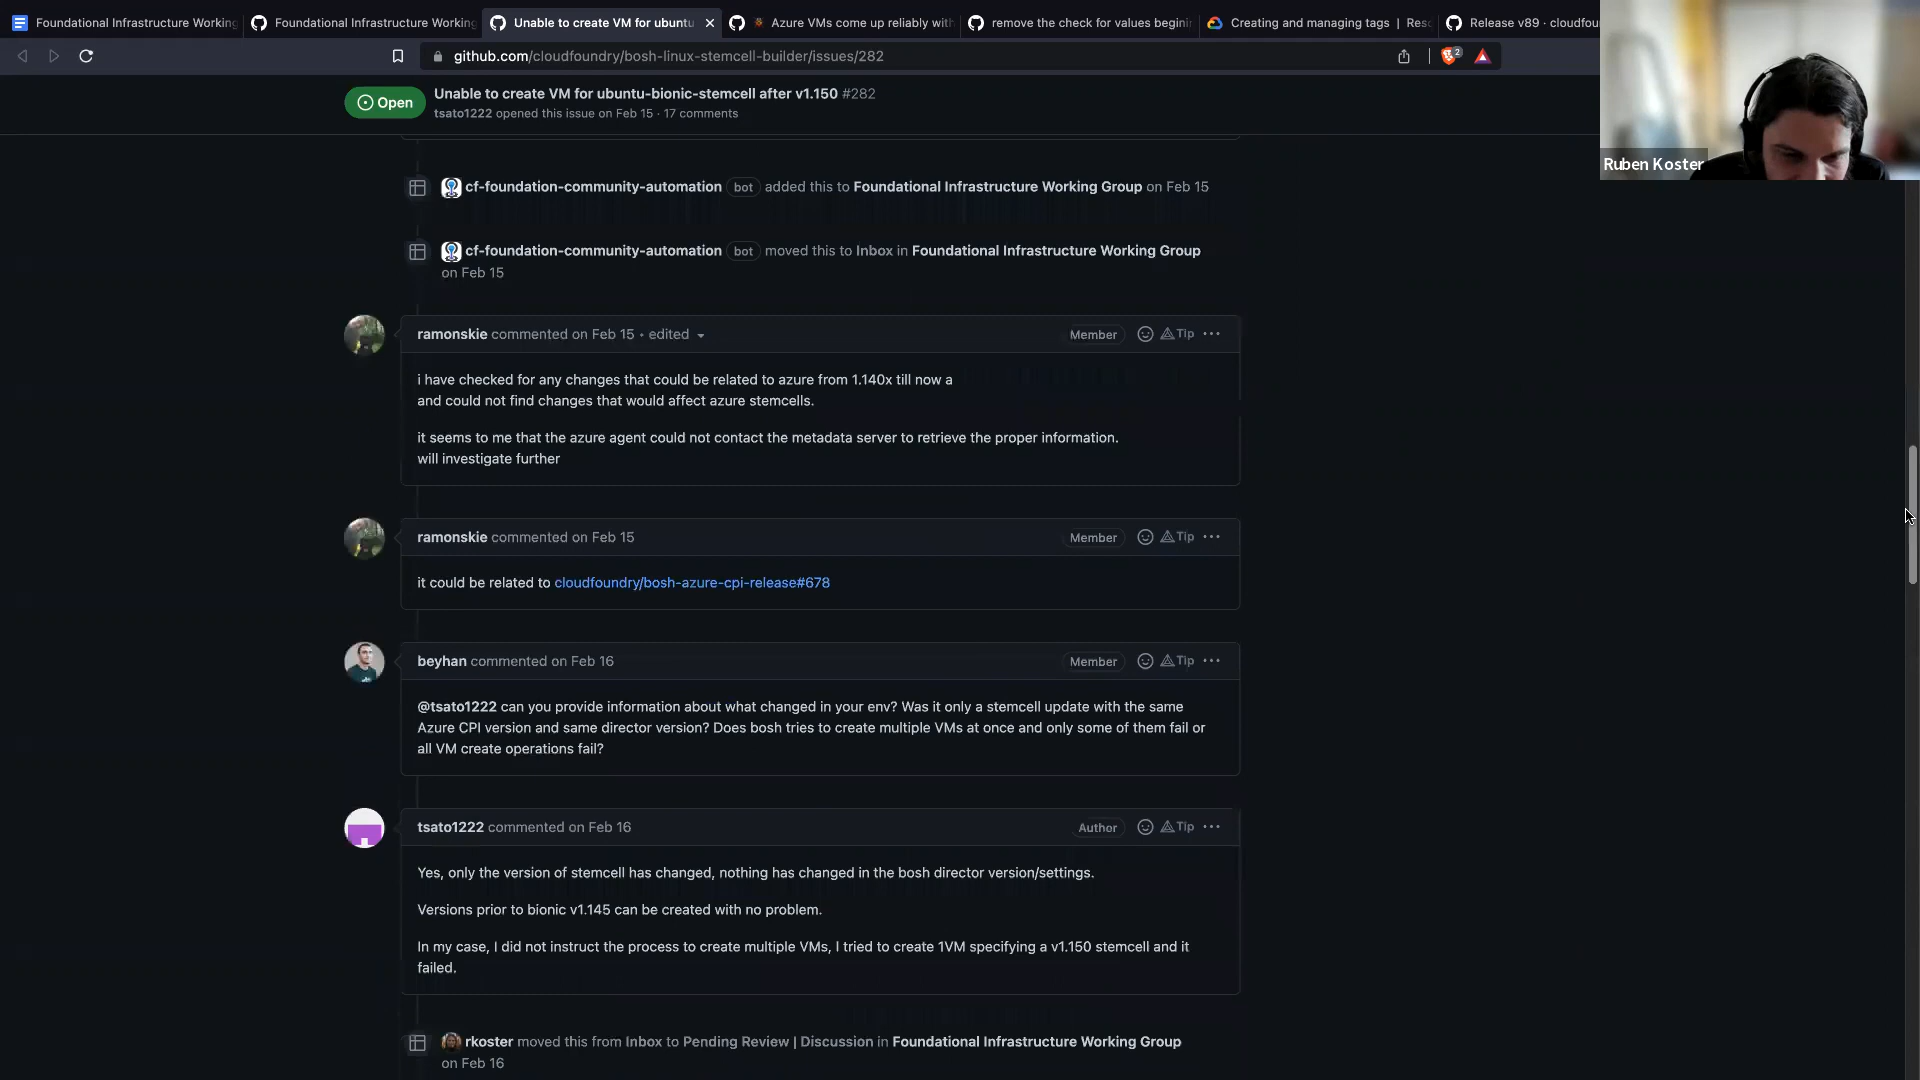 Foundational Infrastructure Working
Foundational Infrastructure Working
Unable to create VM for ubuntu
Azure VMs come up reliably with
remove the check for values begini
Creating and managing tags | Res
Release v89 · cloudfou
github.com/cloudfoundry/bosh-linux-stemcell-builder/issues/282
2
Ruben Koster
Open
Unable to create VM for ubuntu-bionic-stemcell after v1.150 #282
tsato1222 opened this issue on Feb 15 · 17 comments
cf-foundation-community-automation bot added this to Foundational Infrastructure Working Group on Feb 15
cf-foundation-community-automation bot moved this to Inbox in Foundational Infrastructure Working Group
on Feb 15
ramonskie commented on Feb 15 • edited
Member
Tip
i have checked for any changes that could be related to azure from 1.140x till now a
and could not find changes that would affect azure stemcells.
it seems to me that the azure agent could not contact the metadata server to retrieve the proper information.
will investigate further
ramonskie commented on Feb 15
Member
Tip
it could be related to cloudfoundry/bosh-azure-cpi-release#678
beyhan commented on Feb 16
Member
Tip
@tsato1222 can you provide information about what changed in your env? Was it only a stemcell update with the same
Azure CPI version and same director version? Does bosh tries to create multiple VMs at once and only some of them fail or
all VM create operations fail?
tsato1222 commented on Feb 16
Author
Tip
Yes, only the version of stemcell has changed, nothing has changed in the bosh director version/settings.
Versions prior to bionic v1.145 can be created with no problem.
In my case, I did not instruct the process to create multiple VMs, I tried to create 1VM specifying a v1.150 stemcell and it
failed.
rkoster moved this from Inbox to Pending Review | Discussion in Foundational Infrastructure Working Group
on Feb 16